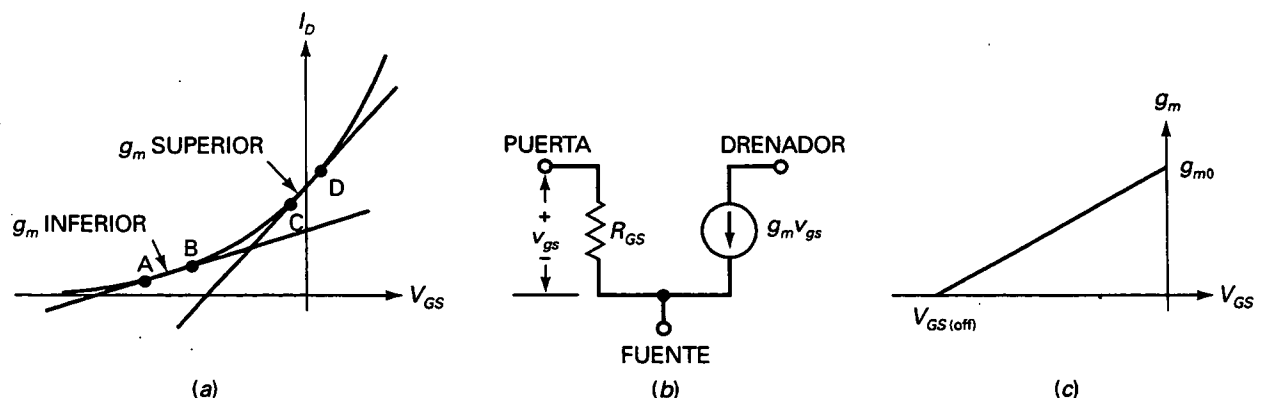 I_D
g_m SUPERIOR
g_m INFERIOR
A
B
C
D
V_GS
(a)
PUERTA
DRENADOR
+
v_gs
−
R_GS
g_m v_gs
FUENTE
(b)
g_m
g_m0
V_GS(off)
V_GS
(c)